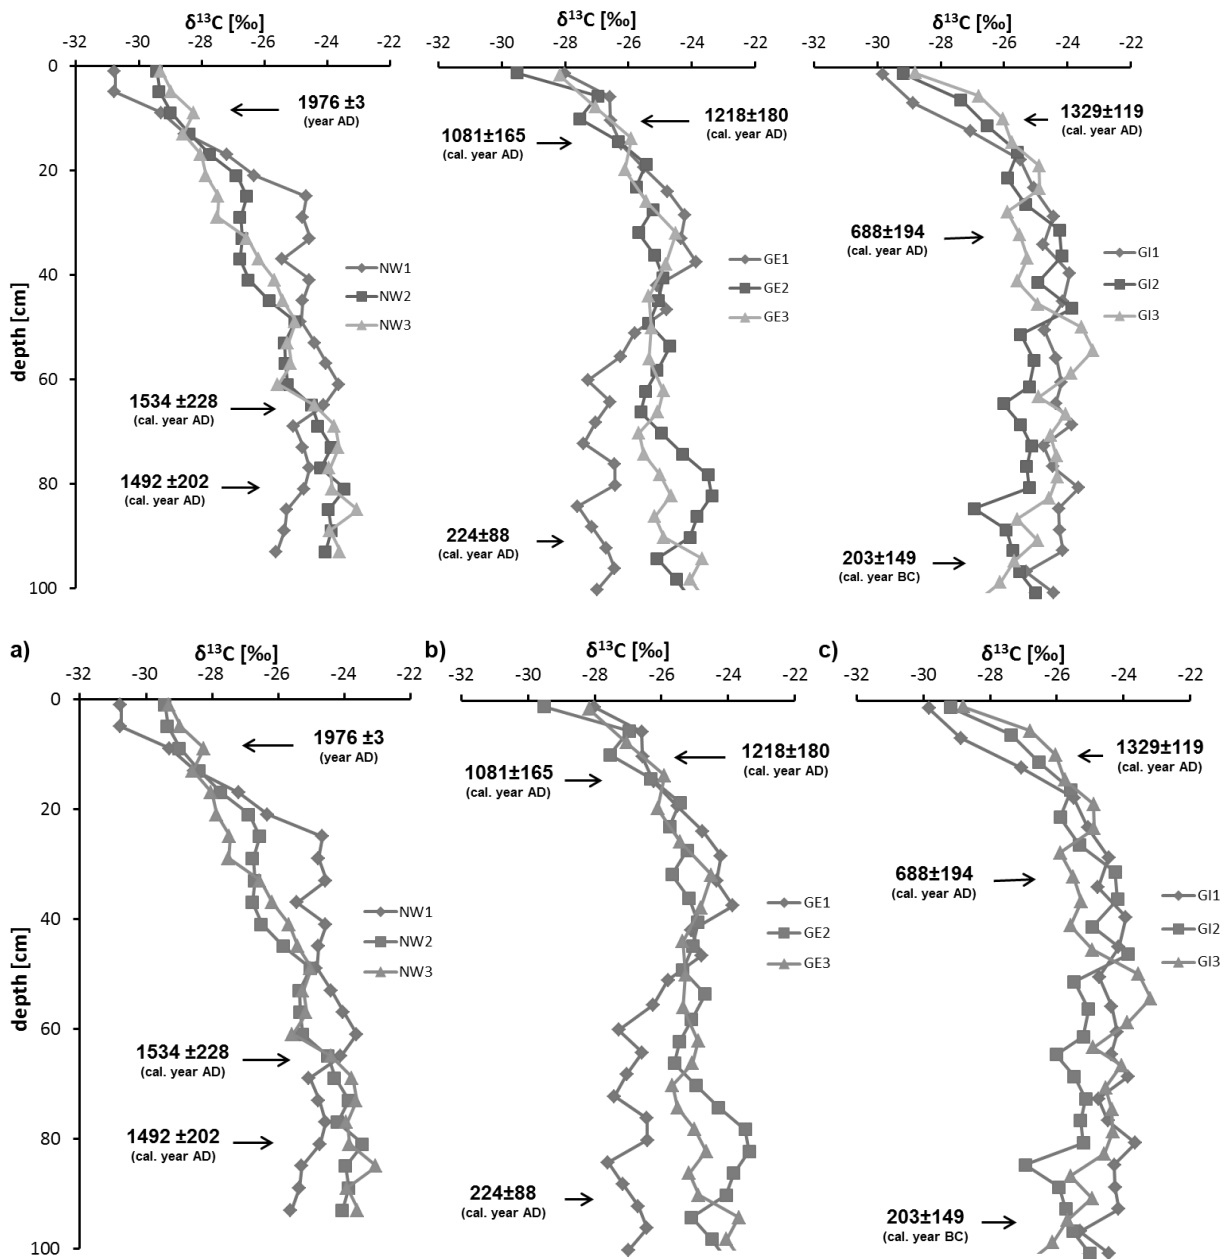 δ¹³C [‰]
-32 -30 -28 -26 -24 -22
0
20
40
60
80
100
depth [cm]
1976 ±3
(year AD)
NW1
NW2
NW3
1534 ±228
(cal. year AD)
1492 ±202
(cal. year AD)
δ¹³C [‰]
-32 -30 -28 -26 -24 -22
1218±180
(cal. year AD)
1081±165
(cal. year AD)
GE1
GE2
GE3
224±88
(cal. year AD)
δ¹³C [‰]
-32 -30 -28 -26 -24 -22
1329±119
(cal. year AD)
688±194
(cal. year AD)
GI1
GI2
GI3
203±149
(cal. year BC)
a)
δ¹³C [‰]
-32 -30 -28 -26 -24 -22
0
20
40
60
80
100
depth [cm]
1976 ±3
(year AD)
NW1
NW2
NW3
1534 ±228
(cal. year AD)
1492 ±202
(cal. year AD)
b)
δ¹³C [‰]
-32 -30 -28 -26 -24 -22
1218±180
(cal. year AD)
1081±165
(cal. year AD)
GE1
GE2
GE3
224±88
(cal. year AD)
c)
δ¹³C [‰]
-32 -30 -28 -26 -24 -22
1329±119
(cal. year AD)
688±194
(cal. year AD)
GI1
GI2
GI3
203±149
(cal. year BC)